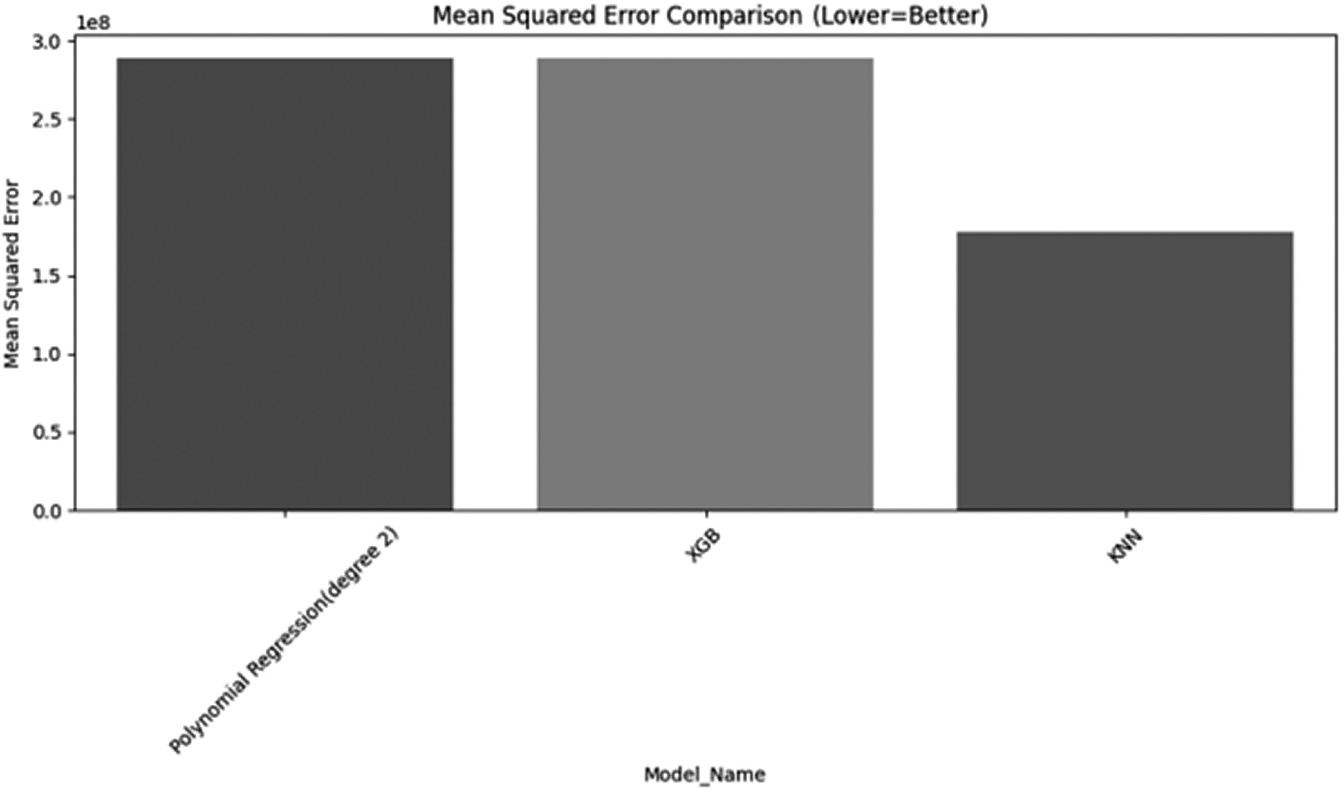 Mean Squared Error Comparison (Lower=Better)
1e8
3.0
2.5
2.0
1.5
1.0
0.5
0.0
Mean Squared Error
Polynomial Regression(degree 2)
XGB
KNN
Model_Name